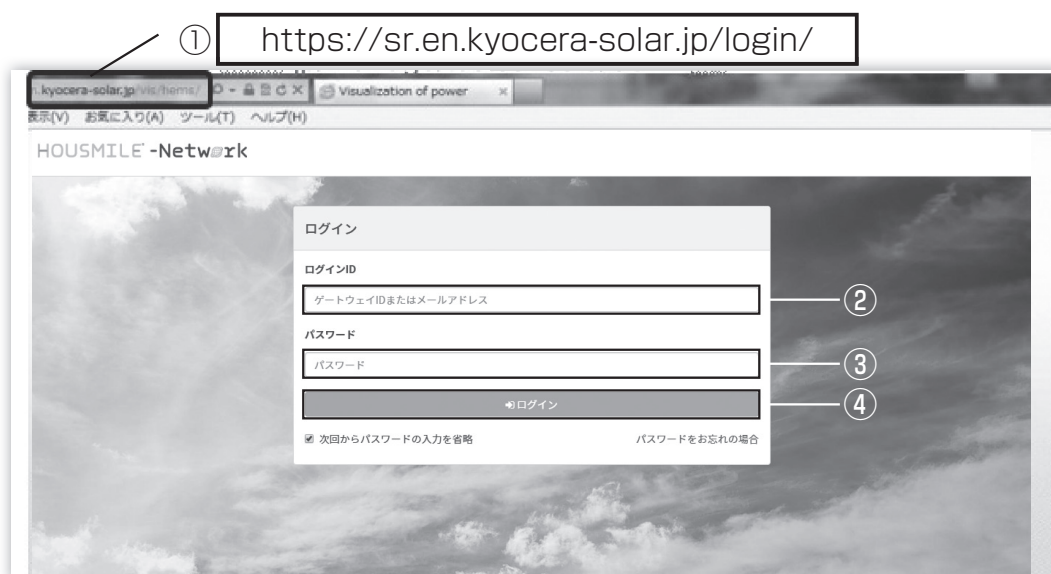 ① https://sr.en.kyocera-solar.jp/login/
.kyocera-solar.jp/vis/hems/ Visualization of power ×
表示(V) お気に入り(A) ツール(T) ヘルプ(H)
HOUSMILE-Network
ログイン
ログインID
ゲートウェイIDまたはメールアドレス ②
パスワード
パスワード ③
ログイン ④
次回からパスワードの入力を省略 パスワードをお忘れの場合